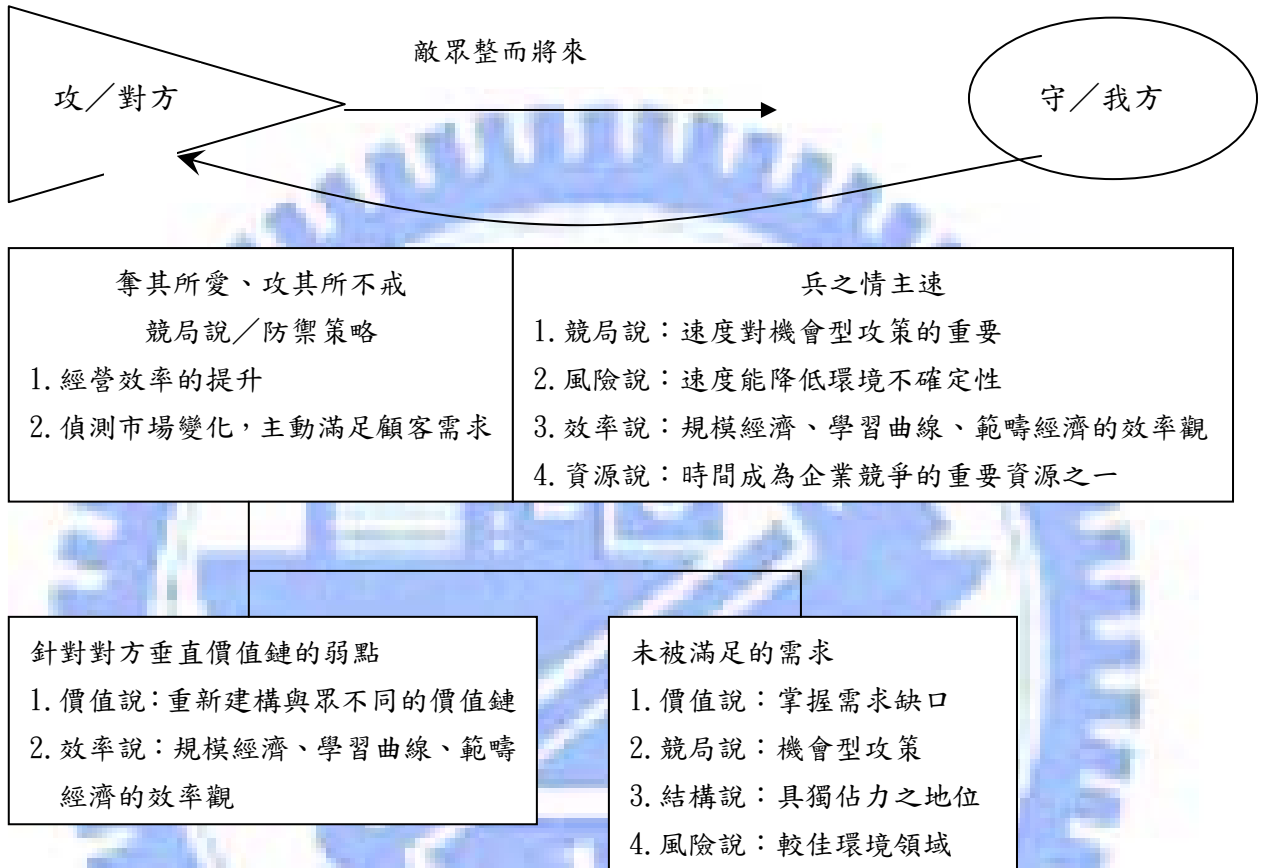 敵眾整而將來
攻／對方
守／我方
奪其所愛、攻其所不戒
競局說／防禦策略
1.經營效率的提升
2.偵測市場變化，主動滿足顧客需求
兵之情主速
1.競局說：速度對機會型攻策的重要
2.風險說：速度能降低環境不確定性
3.效率說：規模經濟、學習曲線、範疇經濟的效率觀
4.資源說：時間成為企業競爭的重要資源之一
針對對方垂直價值鏈的弱點
1.價值說：重新建構與眾不同的價值鏈
2.效率說：規模經濟、學習曲線、範疇
經濟的效率觀
未被滿足的需求
1.價值說：掌握需求缺口
2.競局說：機會型攻策
3.結構說：具獨佔力之地位
4.風險說：較佳環境領域